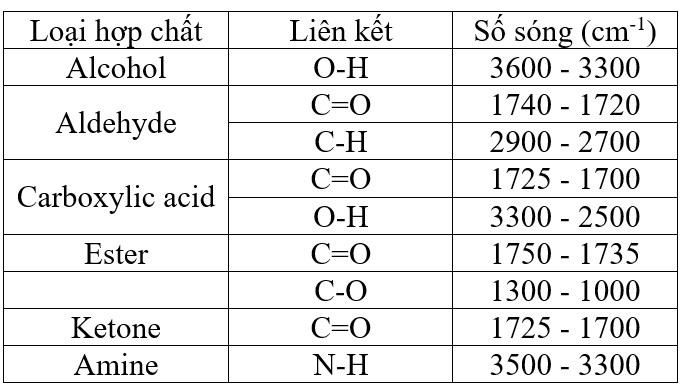 Loại hợp chất Liên kết Số sóng (cm⁻¹)
Alcohol O-H 3600 - 3300
Aldehyde C=O 1740 - 1720
C-H 2900 - 2700
Carboxylic acid C=O 1725 - 1700
O-H 3300 - 2500
Ester C=O 1750 - 1735
C-O 1300 - 1000
Ketone C=O 1725 - 1700
Amine N-H 3500 - 3300